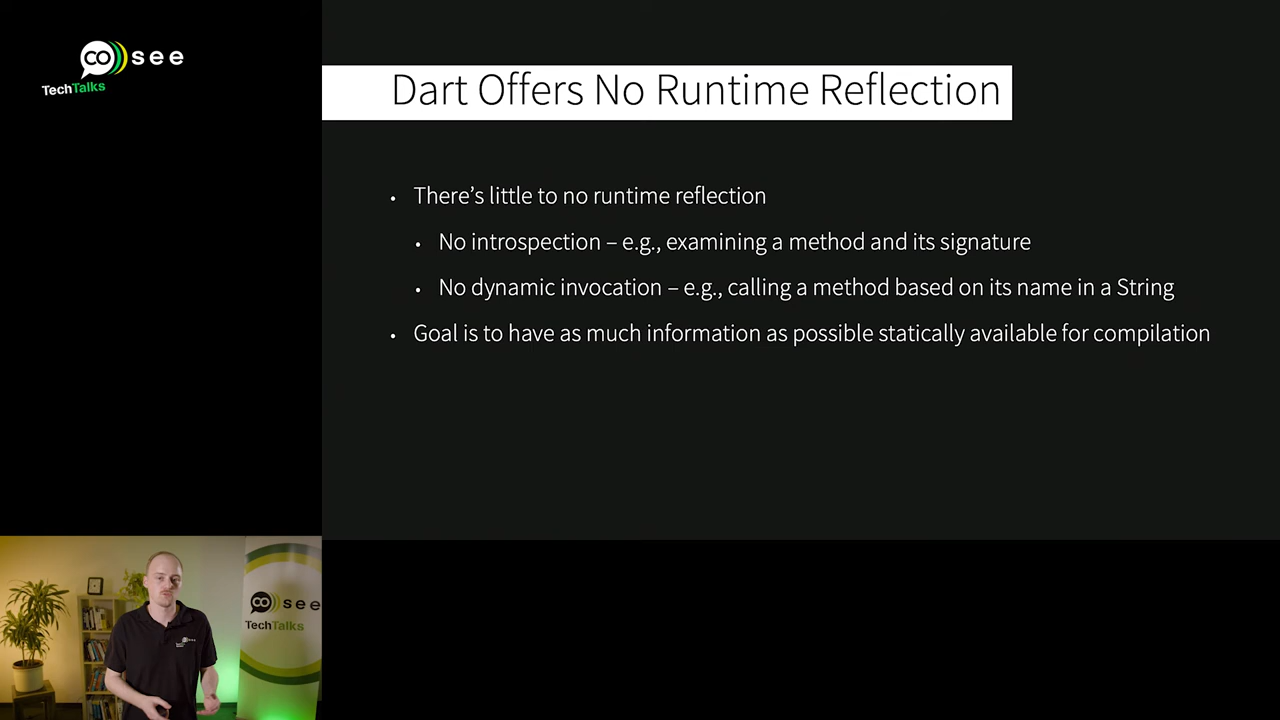 co see
TechTalks
Dart Offers No Runtime Reflection
• There’s little to no runtime reflection
• No introspection – e.g., examining a method and its signature
• No dynamic invocation – e.g., calling a method based on its name in a String
• Goal is to have as much information as possible statically available for compilation
co see
TechTalks
see